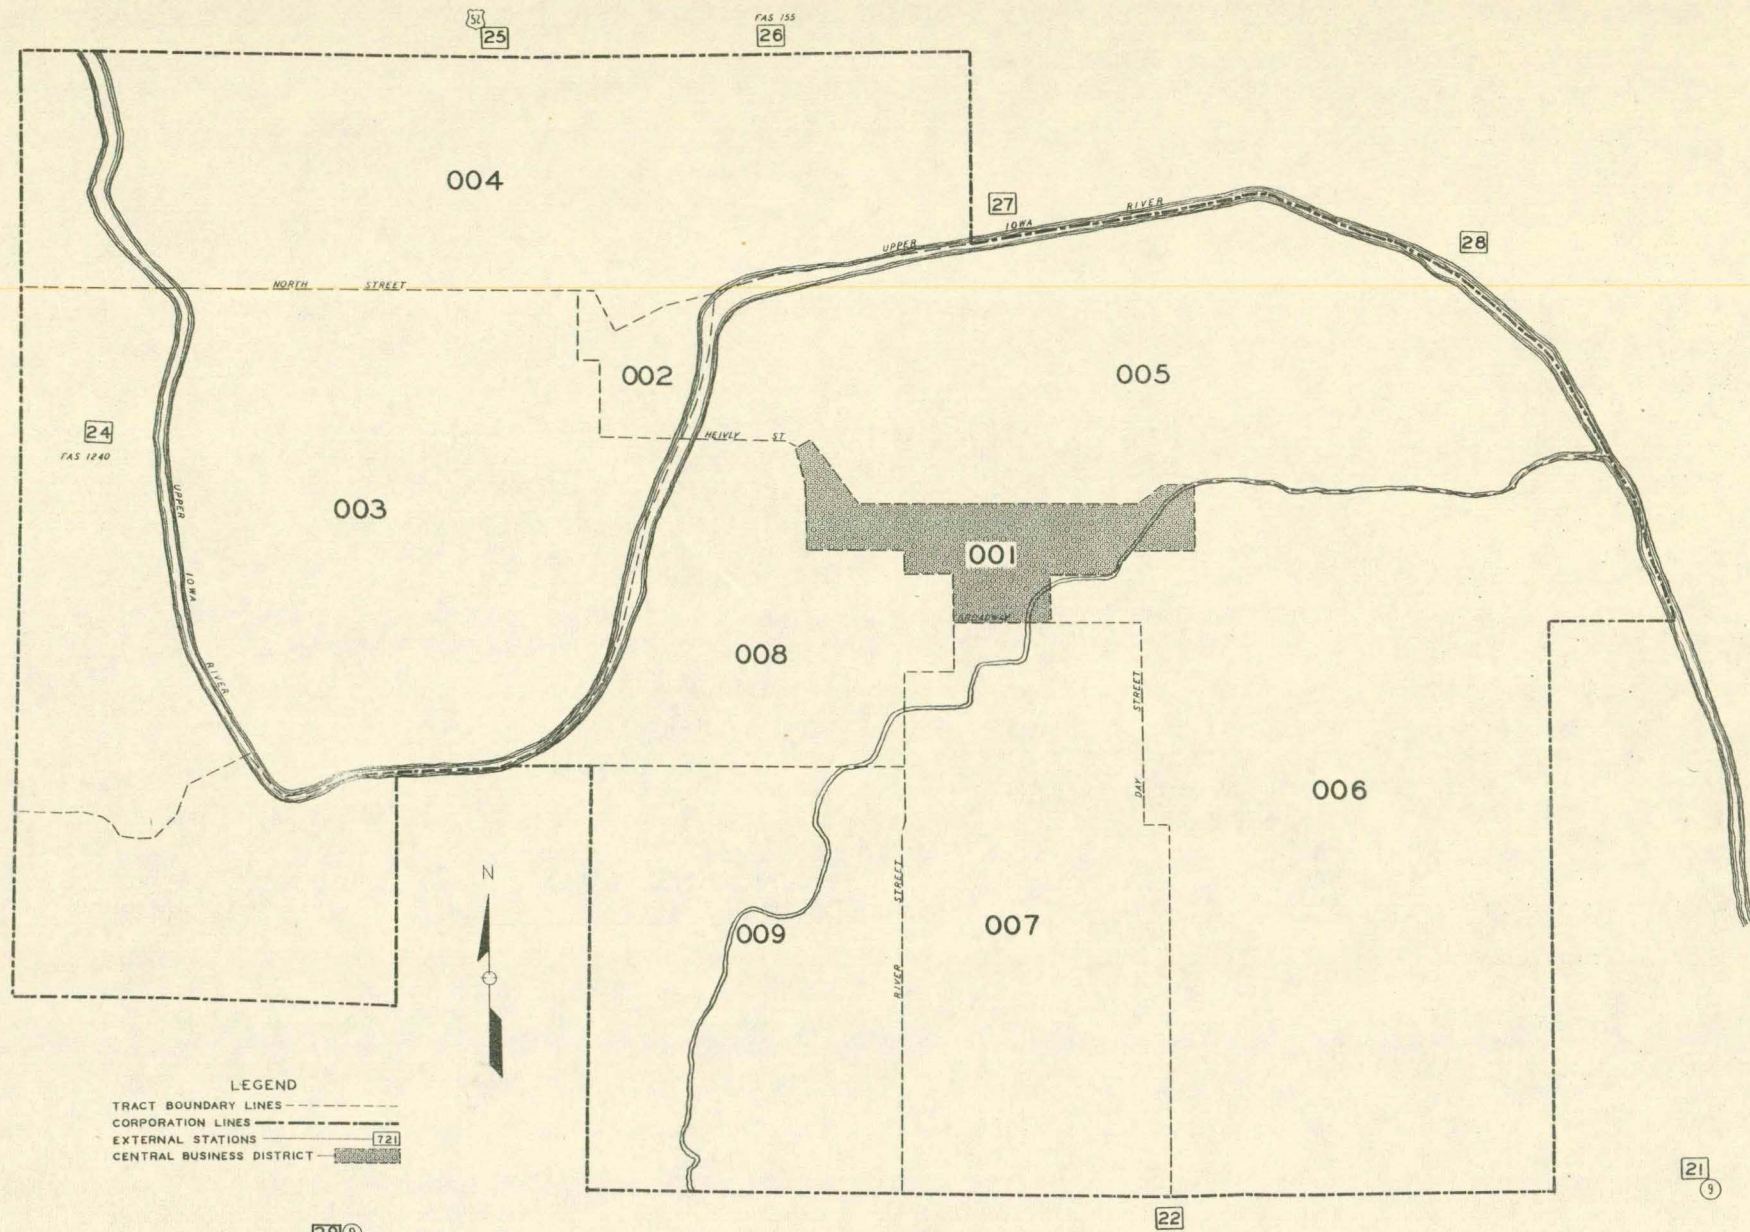 52
25
FAS 155
26
004
27
UPPER IOWA RIVER
28
NORTH STREET
002
005
24
FAS 1240
HEIVLY ST
003
UPPER IOWA RIVER
001
BROADWAY
008
DAY STREET
006
N
RIVER STREET
009
007
LEGEND
TRACT BOUNDARY LINES
CORPORATION LINES
EXTERNAL STATIONS 721
CENTRAL BUSINESS DISTRICT
21
9
22
9